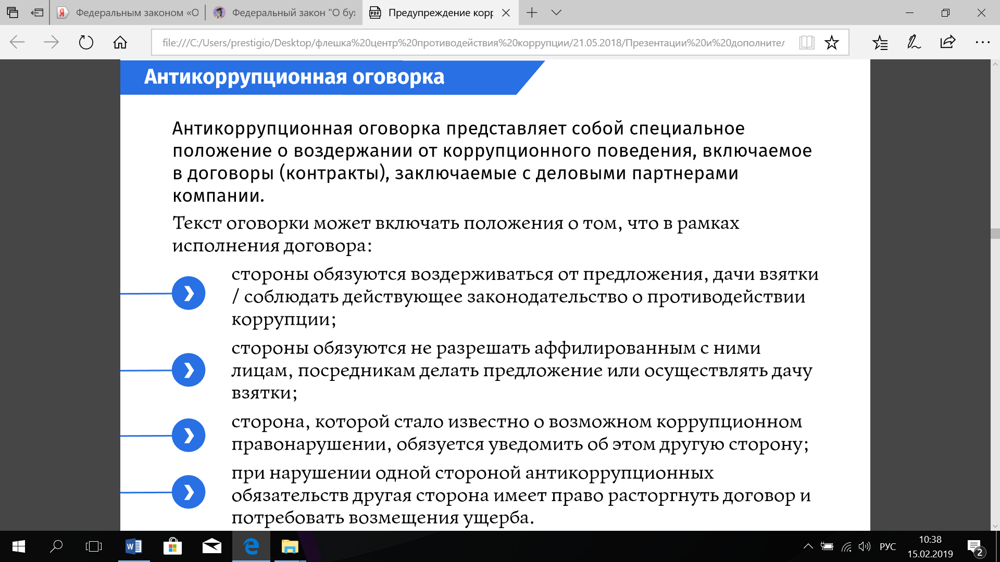 Федеральным законом «О
Федеральный закон "О бух
Предупреждение корр
file:///C:/Users/prestigio/Desktop/флешка%20центр%20противодействия%20коррупции/21.05.2018/Презентации%20и%20дополнител
Антикоррупционная оговорка
Антикоррупционная оговорка представляет собой специальное
положение о воздержании от коррупционного поведения, включаемое
в договоры (контракты), заключаемые с деловыми партнерами
компании.
Текст оговорки может включать положения о том, что в рамках
исполнения договора:
стороны обязуются воздерживаться от предложения, дачи взятки
/ соблюдать действующее законодательство о противодействии
коррупции;
стороны обязуются не разрешать аффилированным с ними
лицам, посредникам делать предложение или осуществлять дачу
взятки;
сторона, которой стало известно о возможном коррупционном
правонарушении, обязуется уведомить об этом другую сторону;
при нарушении одной стороной антикоррупционных
обязательств другая сторона имеет право расторгнуть договор и
потребовать возмещения ущерба.
РУС
10:38
15.02.2019
2